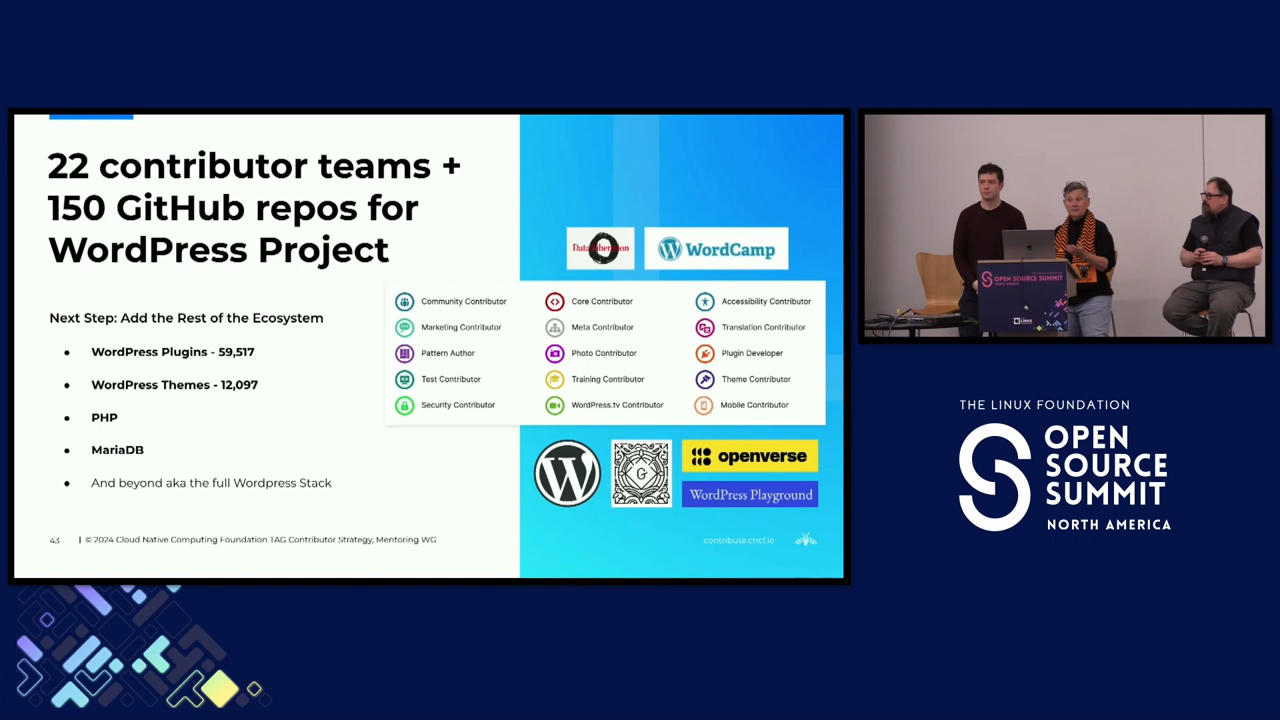 22 contributor teams +
150 GitHub repos for
WordPress Project
Next Step: Add the Rest of the Ecosystem
● WordPress Plugins - 59,517
● WordPress Themes - 12,097
● PHP
● MariaDB
● And beyond aka the full Wordpress Stack
43 | © 2024 Cloud Native Computing Foundation TAG Contributor Strategy, Mentoring WG
Data Liberation
WordCamp
Community Contributor
Core Contributor
Accessibility Contributor
Marketing Contributor
Meta Contributor
Translation Contributor
Pattern Author
Photo Contributor
Plugin Developer
Test Contributor
Training Contributor
Theme Contributor
Security Contributor
WordPress.tv Contributor
Mobile Contributor
openverse
WordPress Playground
contribute.cncf.io
OPEN SOURCE SUMMIT
THE LINUX FOUNDATION
OPEN
SOURCE
SUMMIT
NORTH AMERICA